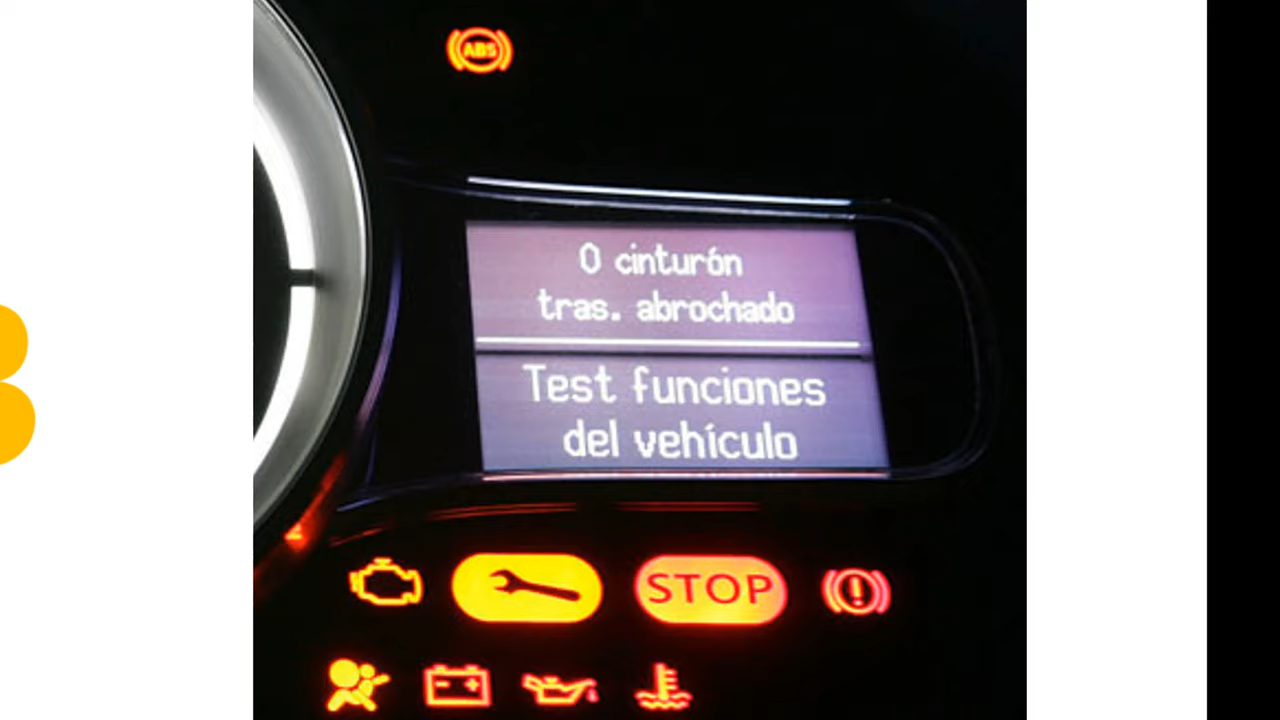 ABS
0 cinturón
tras. abrochado
Test funciones
del vehículo
STOP